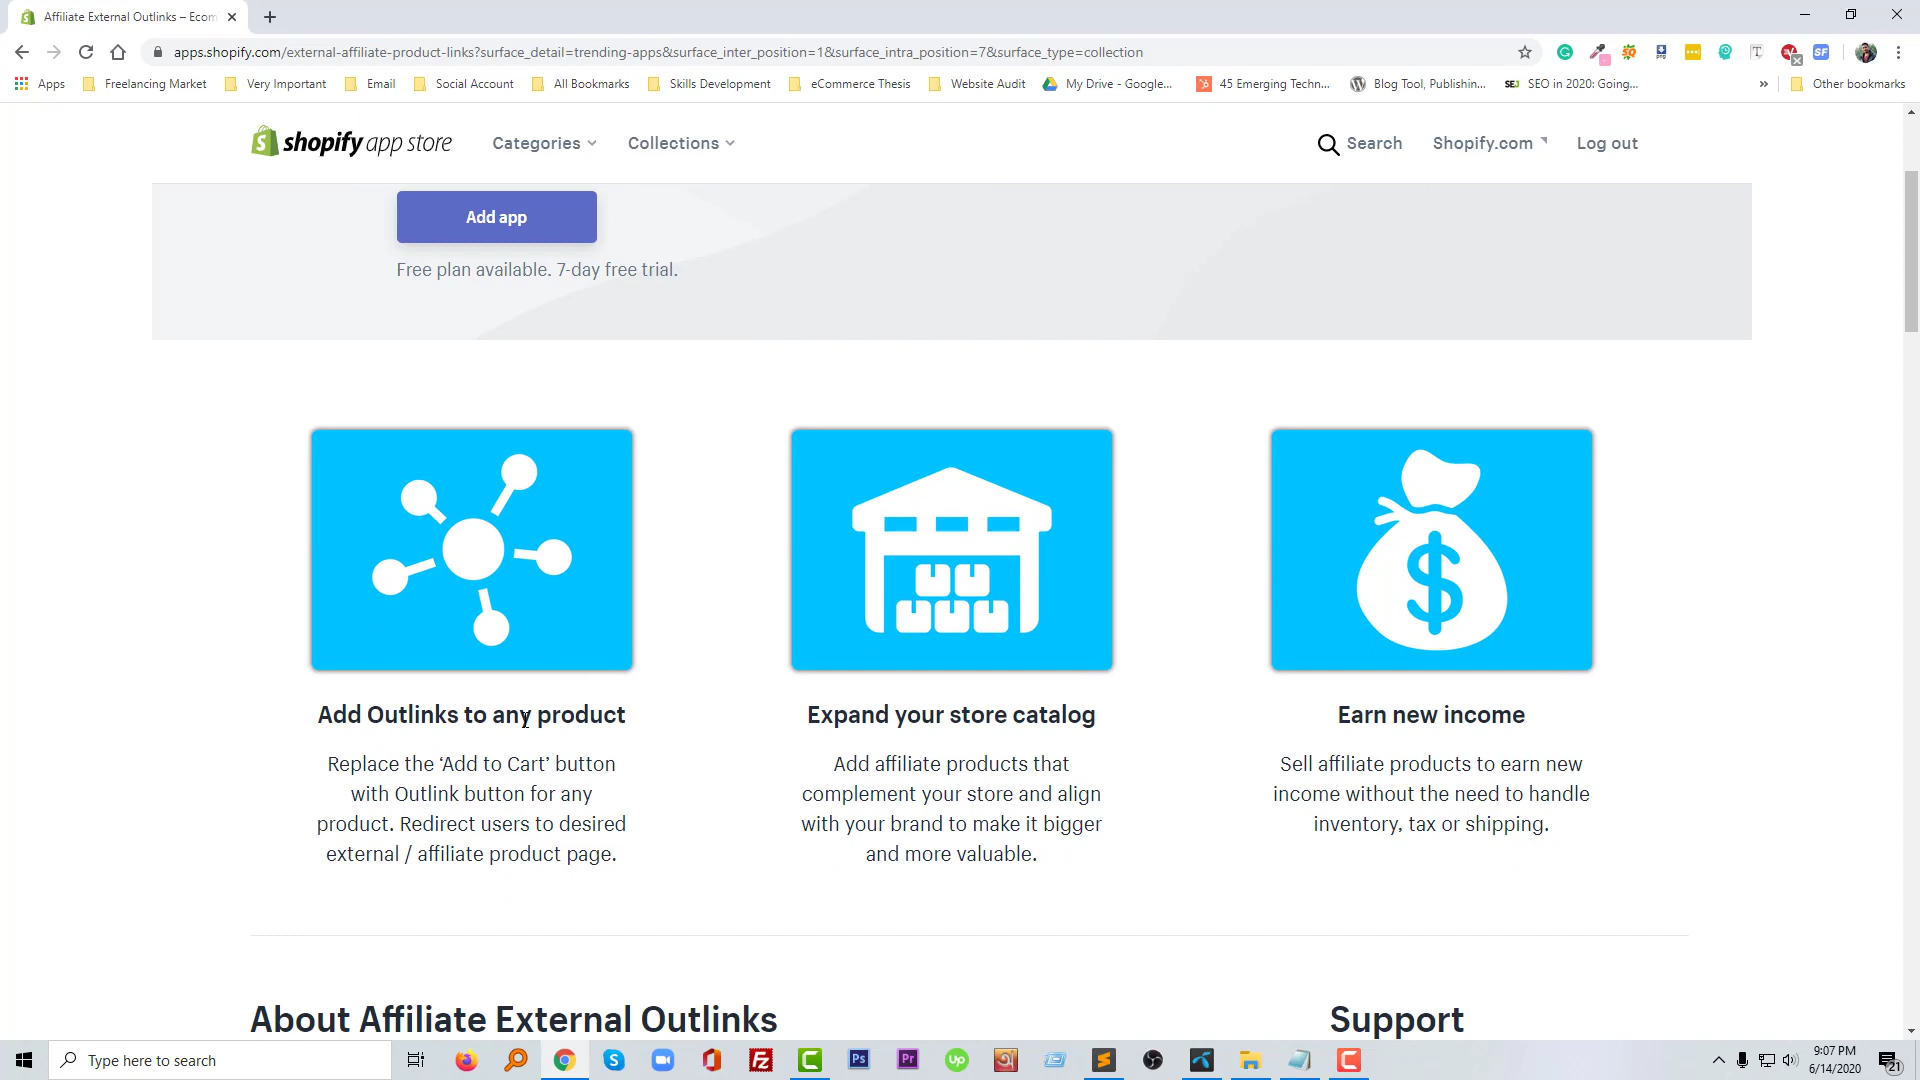 Affiliate External Outlinks – Ecom
apps.shopify.com/external-affiliate-product-links?surface_detail=trending-apps&surface_inter_position=1&surface_intra_position=7&surface_type=collection
Apps
Freelancing Market
Very Important
Email
Social Account
All Bookmarks
Skills Development
eCommerce Thesis
Website Audit
My Drive - Google...
45 Emerging Techn...
Blog Tool, Publishin...
SEJ SEO in 2020: Going...
Other bookmarks
shopify app store
Categories
Collections
Search
Shopify.com
Log out
Add app
Free plan available. 7-day free trial.
Add Outlinks to any product
Replace the ‘Add to Cart’ button
with Outlink button for any
product. Redirect users to desired
external / affiliate product page.
Expand your store catalog
Add affiliate products that
complement your store and align
with your brand to make it bigger
and more valuable.
Earn new income
Sell affiliate products to earn new
income without the need to handle
inventory, tax or shipping.
About Affiliate External Outlinks
Support
Type here to search
9:07 PM
6/14/2020
21